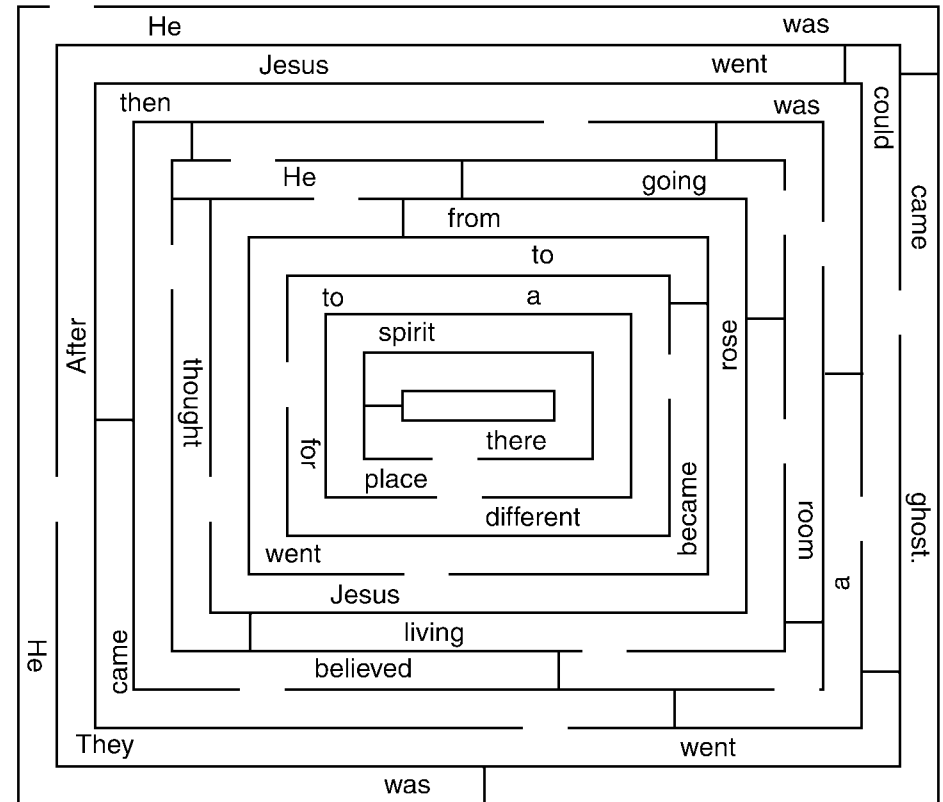 He was
Jesus went
then was
could
He going
came
from
to
to a
After
spirit
rose
thought
there
for
place
became
different
room
ghost.
went
a
Jesus
living
He
came
believed
They went
was